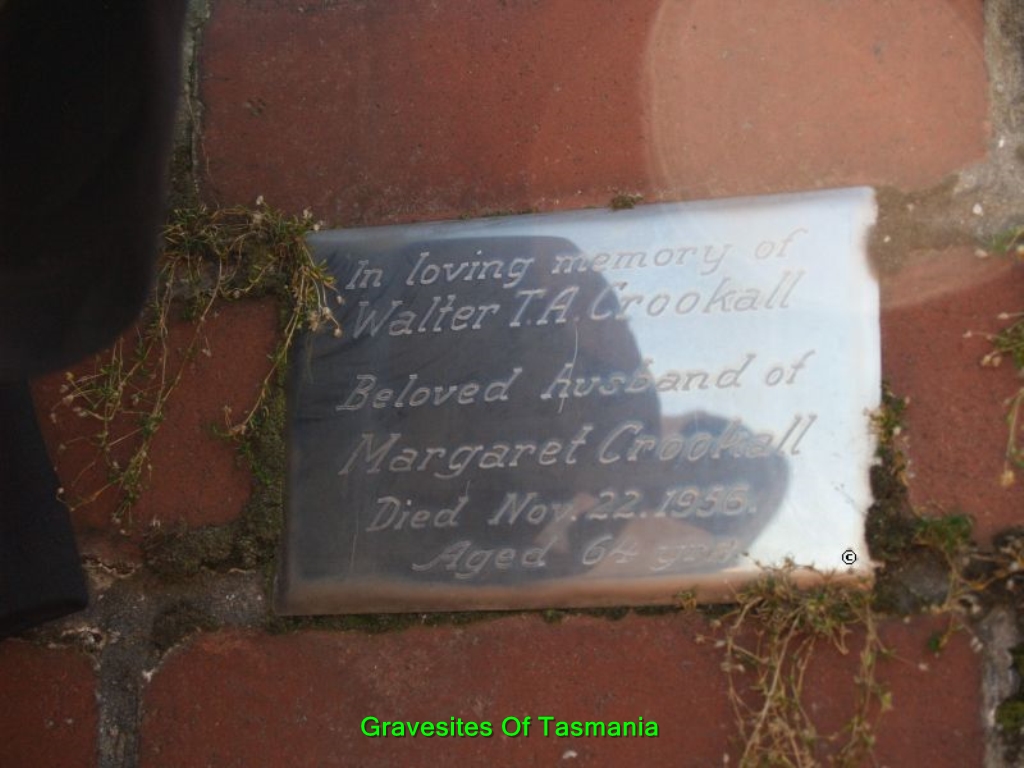 In loving memory of
Walter T.A. Crookall
Beloved husband of
Margaret Crookall
Died Nov. 22. 1956.
Aged 64 yrs.
©
Gravesites Of Tasmania